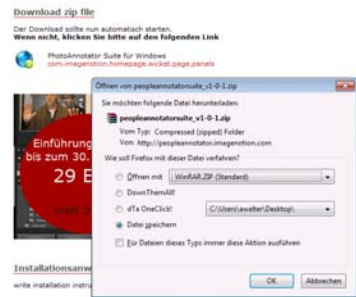 Download zip file
Der Download sollte nun automatisch starten.
Wenn nicht, klicken Sie bitte auf den folgenden Link
PhotoAnnotator Suite für Windows
com.imagenotion.homepage.wicket.page.panels
Öffnen von peopleannotatorsuite_v1-0-1.zip
Sie möchten folgende Datei herunterladen:
peopleannotatorsuite_v1-0-1.zip
Vom Typ: Compressed (zipped) Folder
Von: http://peopleannotator.imagenotion.com
Wie soll Firefox mit dieser Datei verfahren?
Öffnen mit WinRAR.ZIP (Standard)
DownThemAll!
dTa OneClick! C:\Users\awalter\Desktop\
Datei speichern
Für Dateien dieses Typs immer diese Aktion ausführen
OK Abbrechen
Einführung
bis zum 30.
29 E
Installationsanw
write installation instru